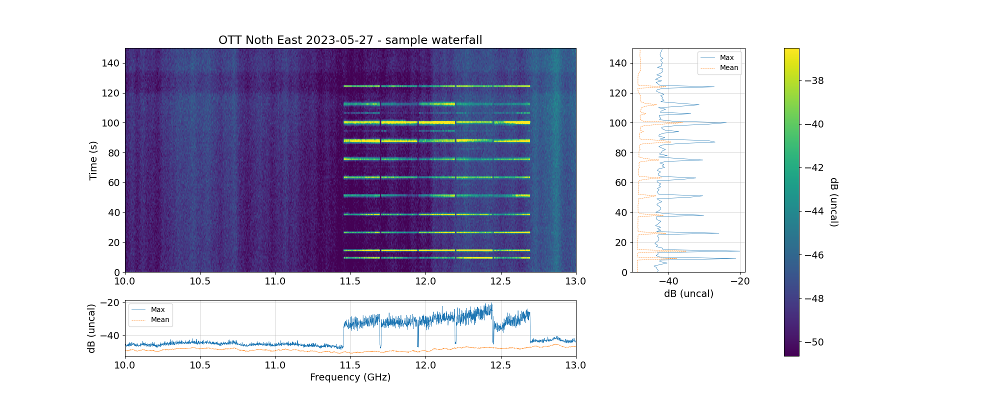 OTT Noth East 2023-05-27 - sample waterfall
Time (s)
140
120
100
80
60
40
20
0
10.0 10.5 11.0 11.5 12.0 12.5 13.0
Max
Mean
140
120
100
80
60
40
20
0
−40 −20
dB (uncal)
−38
−40
−42
−44
−46
−48
−50
dB (uncal)
dB (uncal)
−20
−40
Max
Mean
10.0 10.5 11.0 11.5 12.0 12.5 13.0
Frequency (GHz)